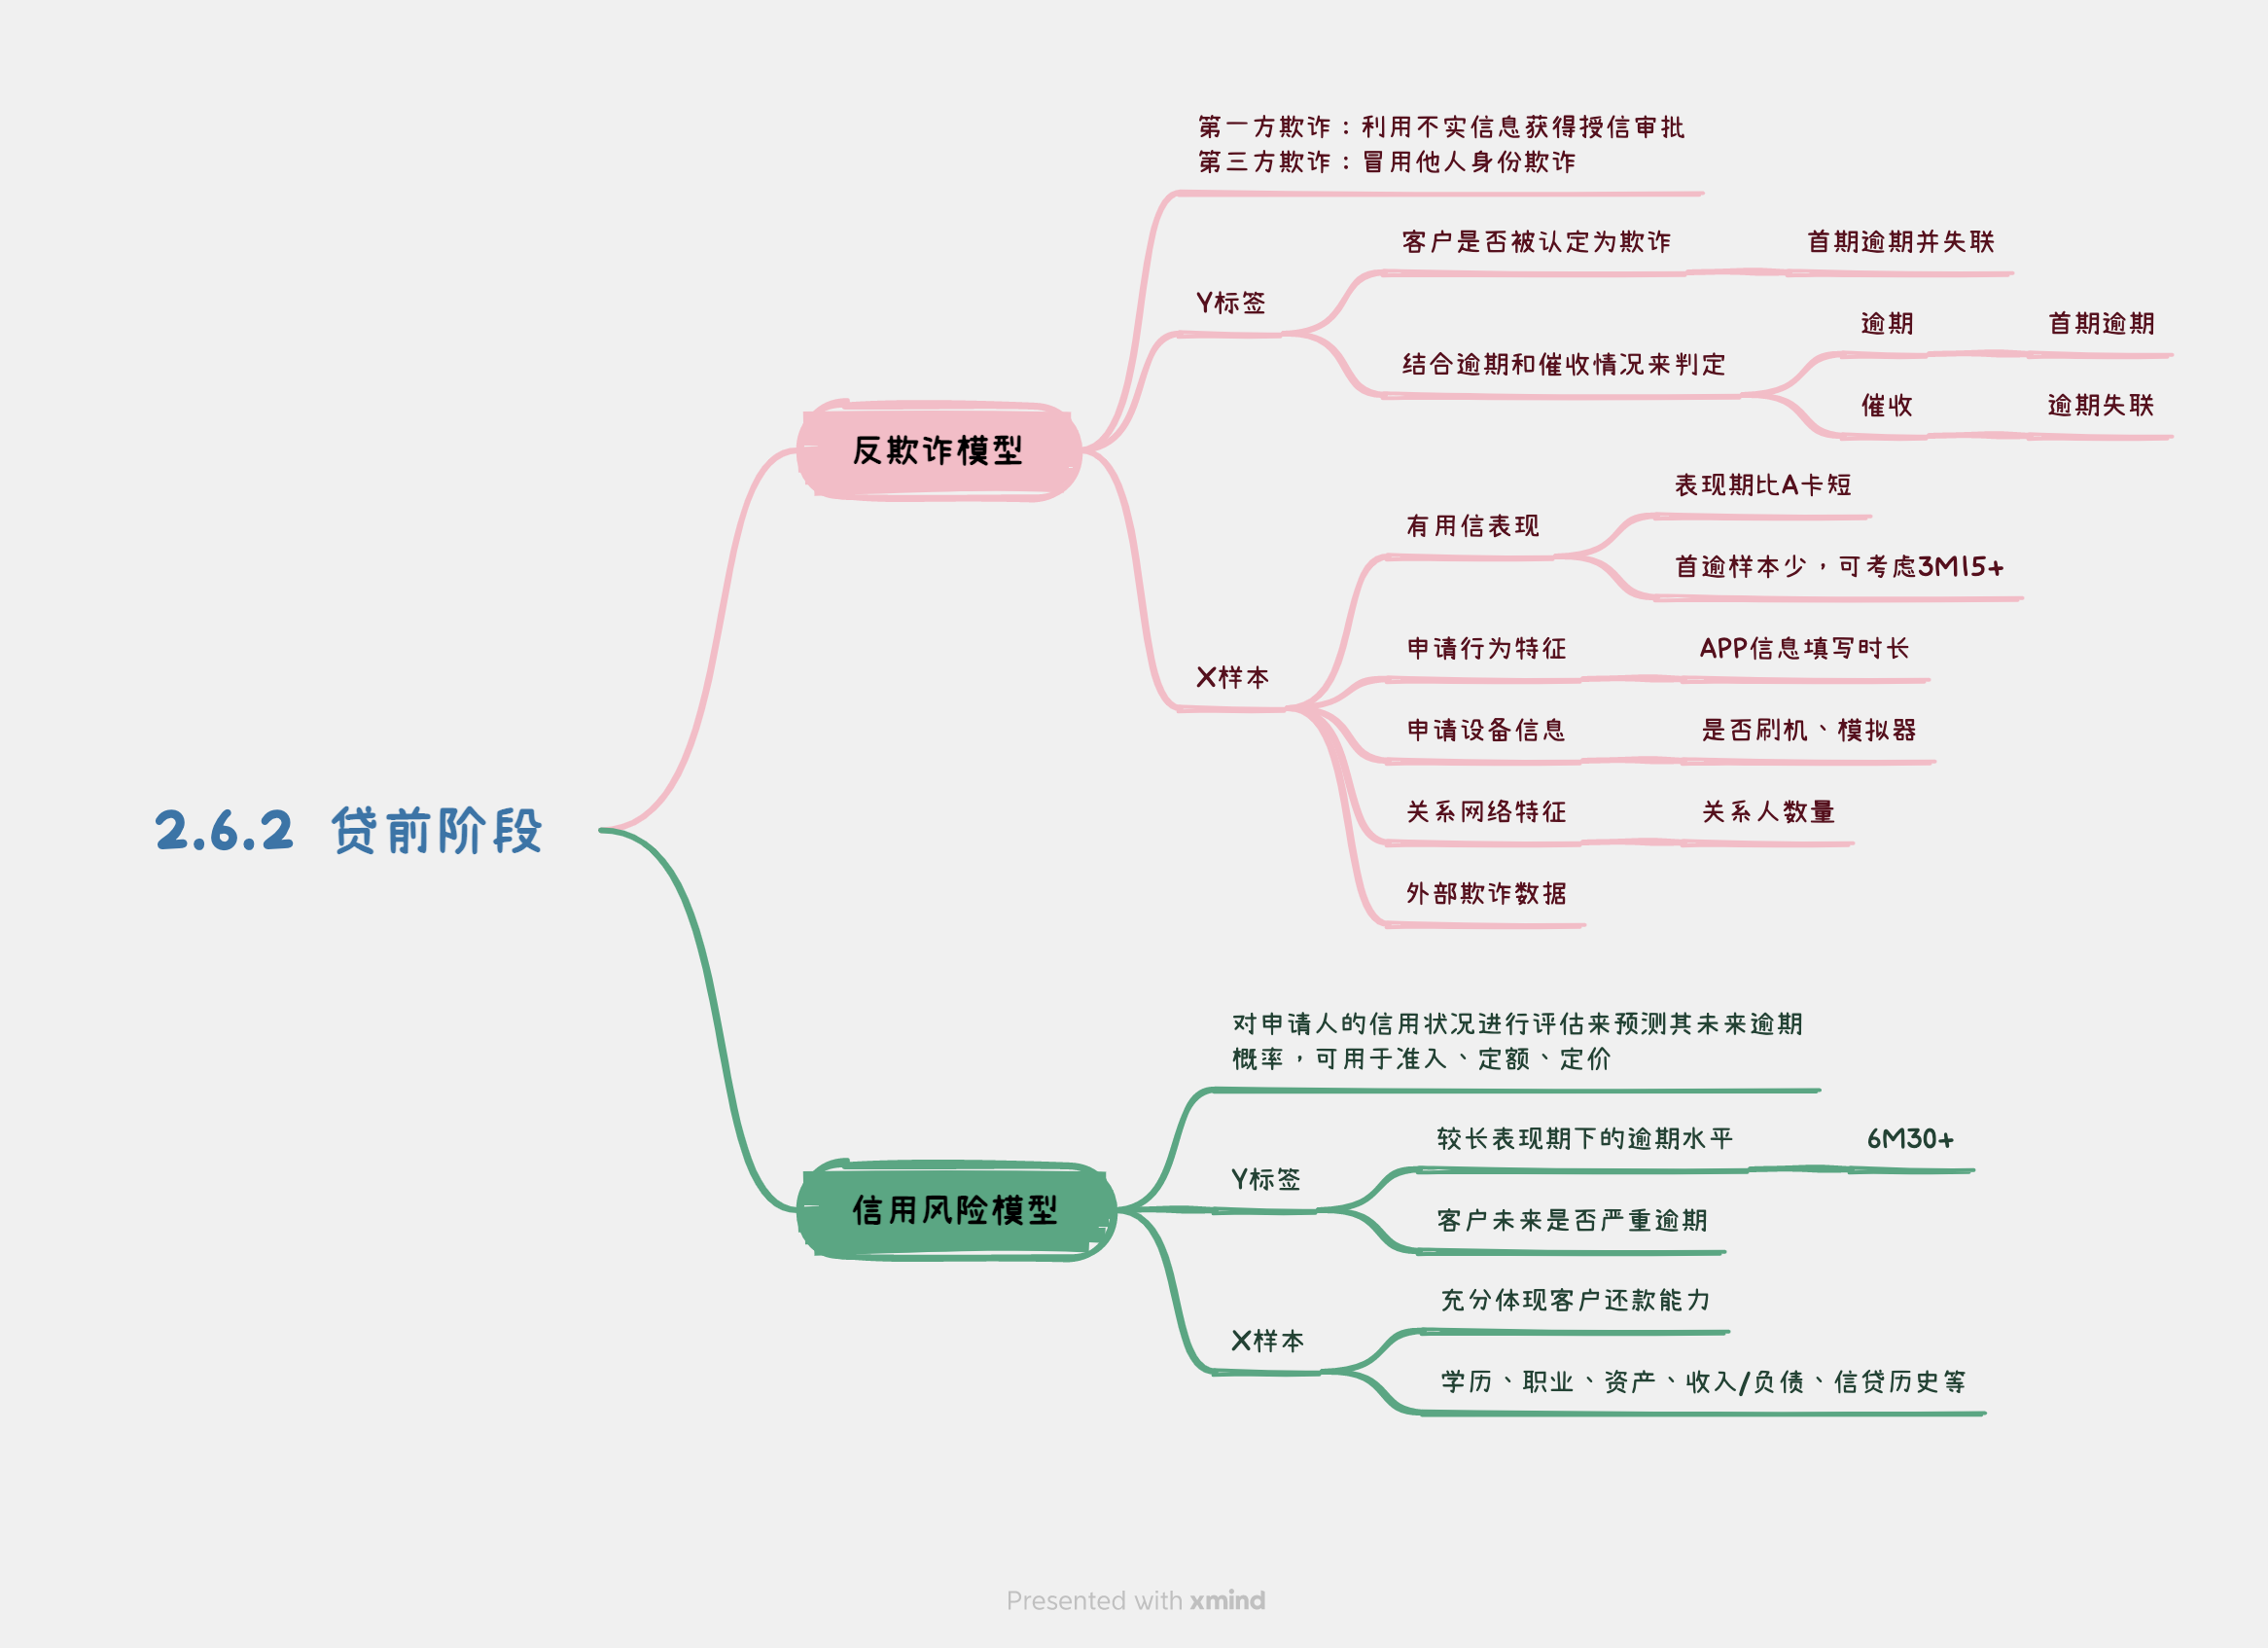 2.6.2 贷前阶段
反欺诈模型
第一方欺诈：利用不实信息获得授信审批
第三方欺诈：冒用他人身份欺诈
Y标签
客户是否被认定为欺诈
首期逾期并失联
结合逾期和催收情况来判定
逾期
首期逾期
催收
逾期失联
X样本
有用信表现
表现期比A卡短
首逾样本少，可考虑3M15+
申请行为特征
APP信息填写时长
申请设备信息
是否刷机、模拟器
关系网络特征
关系人数量
外部欺诈数据
信用风险模型
对申请人的信用状况进行评估来预测其未来逾期
概率，可用于准入、定额、定价
Y标签
较长表现期下的逾期水平
6M30+
客户未来是否严重逾期
X样本
充分体现客户还款能力
学历、职业、资产、收入/负债、信贷历史等
Presented with xmind